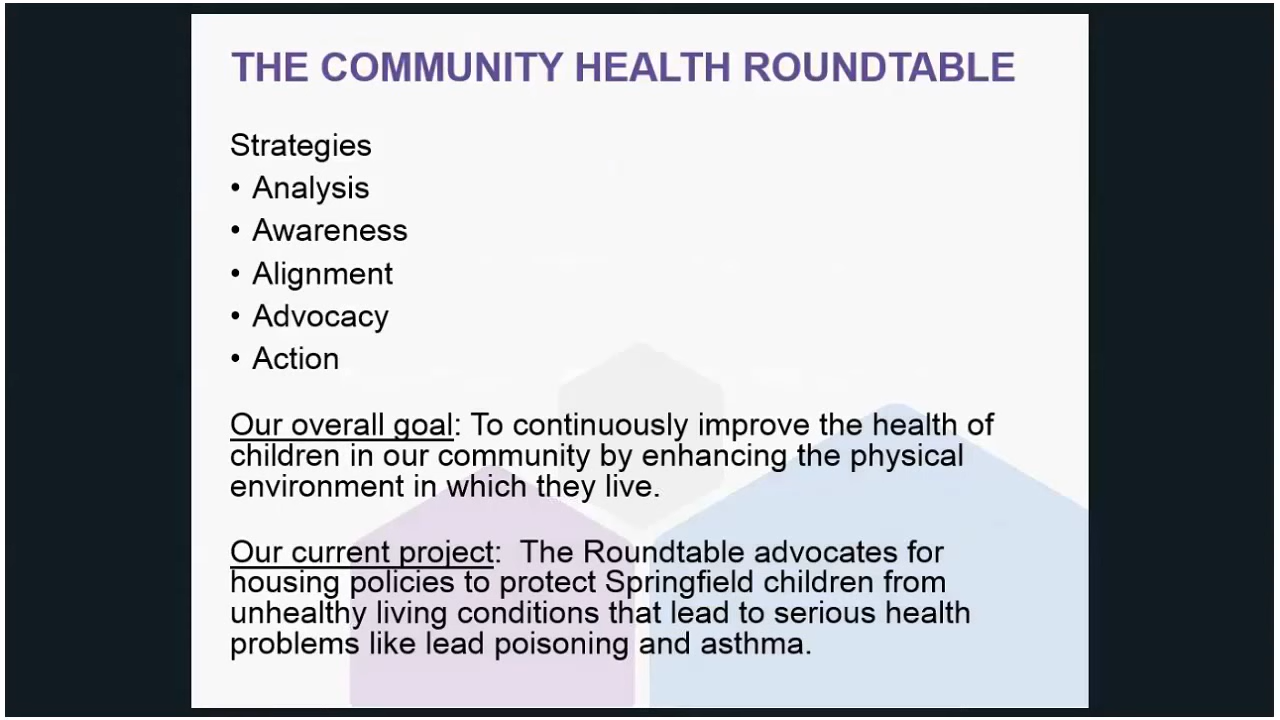 THE COMMUNITY HEALTH ROUNDTABLE
Strategies
• Analysis
• Awareness
• Alignment
• Advocacy
• Action
Our overall goal: To continuously improve the health of
children in our community by enhancing the physical
environment in which they live.
Our current project:  The Roundtable advocates for
housing policies to protect Springfield children from
unhealthy living conditions that lead to serious health
problems like lead poisoning and asthma.